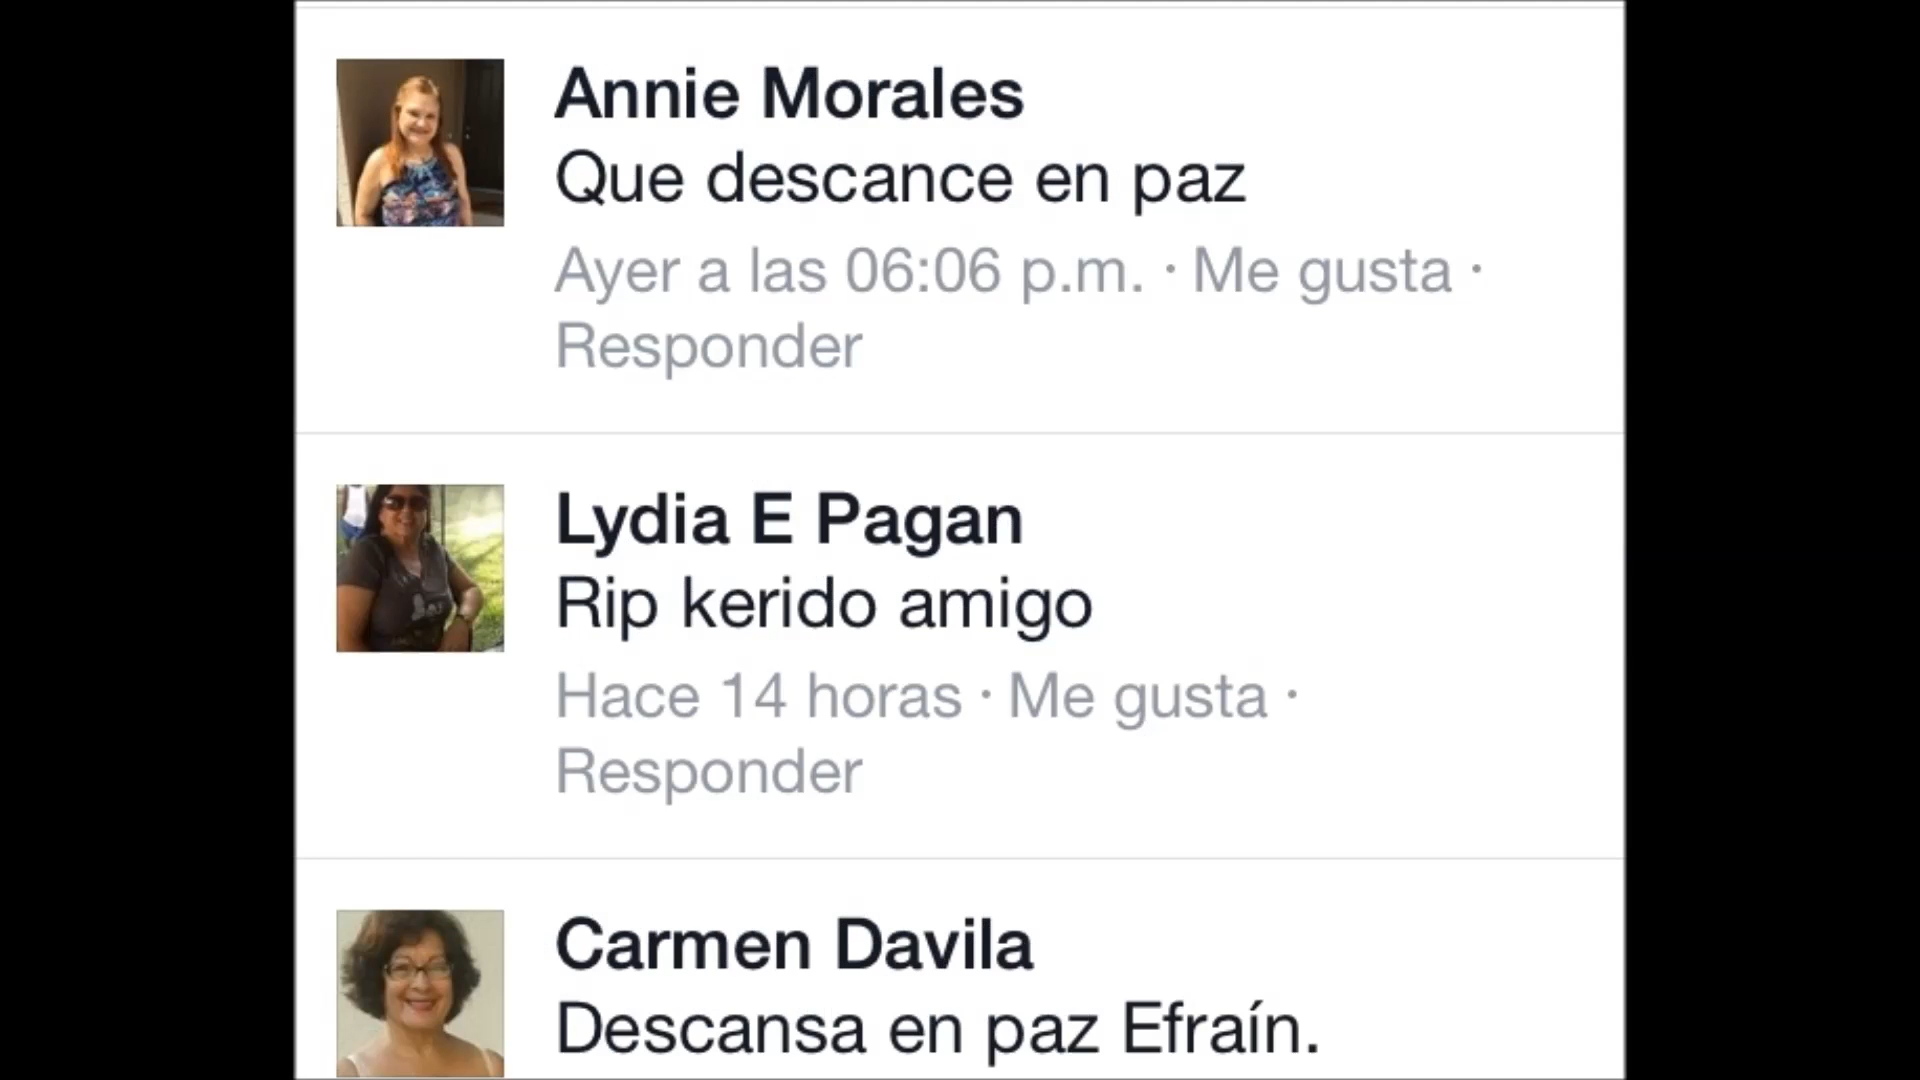 Annie Morales
Que descance en paz
Ayer a las 06:06 p.m. · Me gusta ·
Responder
Lydia E Pagan
Rip kerido amigo
Hace 14 horas · Me gusta ·
Responder
Carmen Davila
Descansa en paz Efraín.